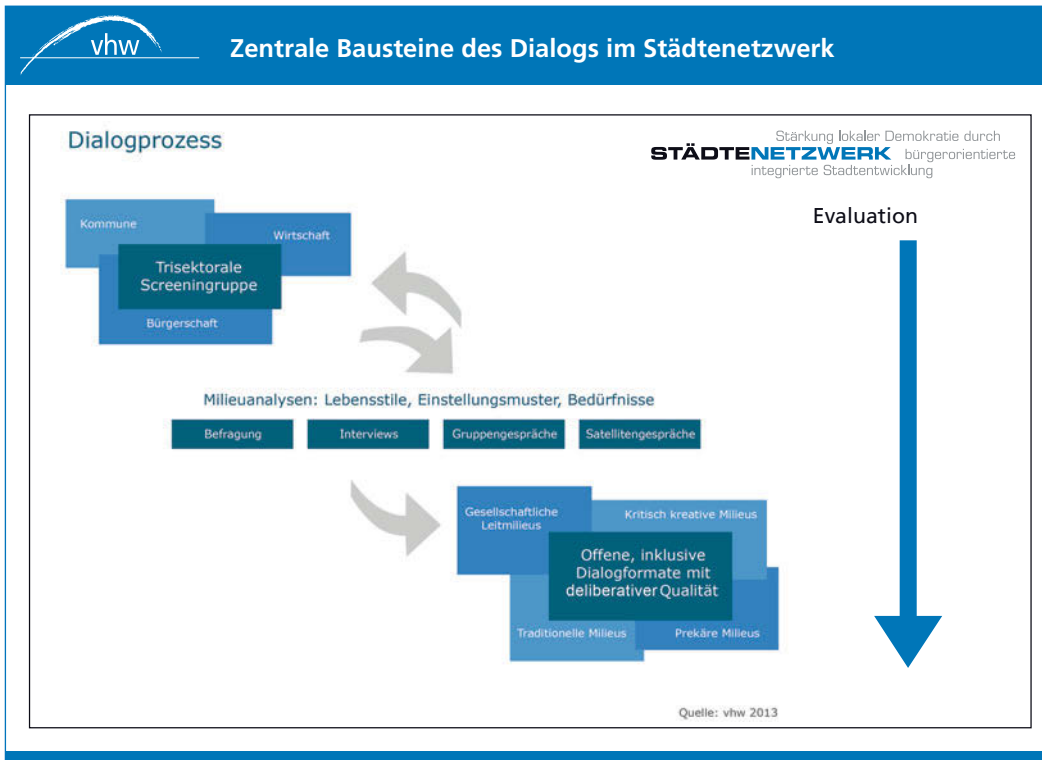 vhw
Zentrale Bausteine des Dialogs im Städtenetzwerk
Dialogprozess
Stärkung lokaler Demokratie durch
STÄDTENETZWERK bürgerorientierte
integrierte Stadtentwicklung
Evaluation
Kommune
Wirtschaft
Trisektorale
Screeningruppe
Bürgerschaft
Milieuanalysen: Lebensstile, Einstellungsmuster, Bedürfnisse
Befragung
Interviews
Gruppengespräche
Satellitengespräche
Gesellschaftliche
Leitmilieus
Kritisch kreative Milieus
Offene, inklusive
Dialogformate mit
deliberativer Qualität
Traditionelle Milieus
Prekäre Milieus
Quelle: vhw 2013